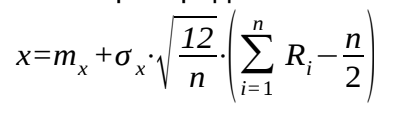 x=m_x+σ_x·√(12/n)·(∑_{i=1}^{n} R_i−n/2)